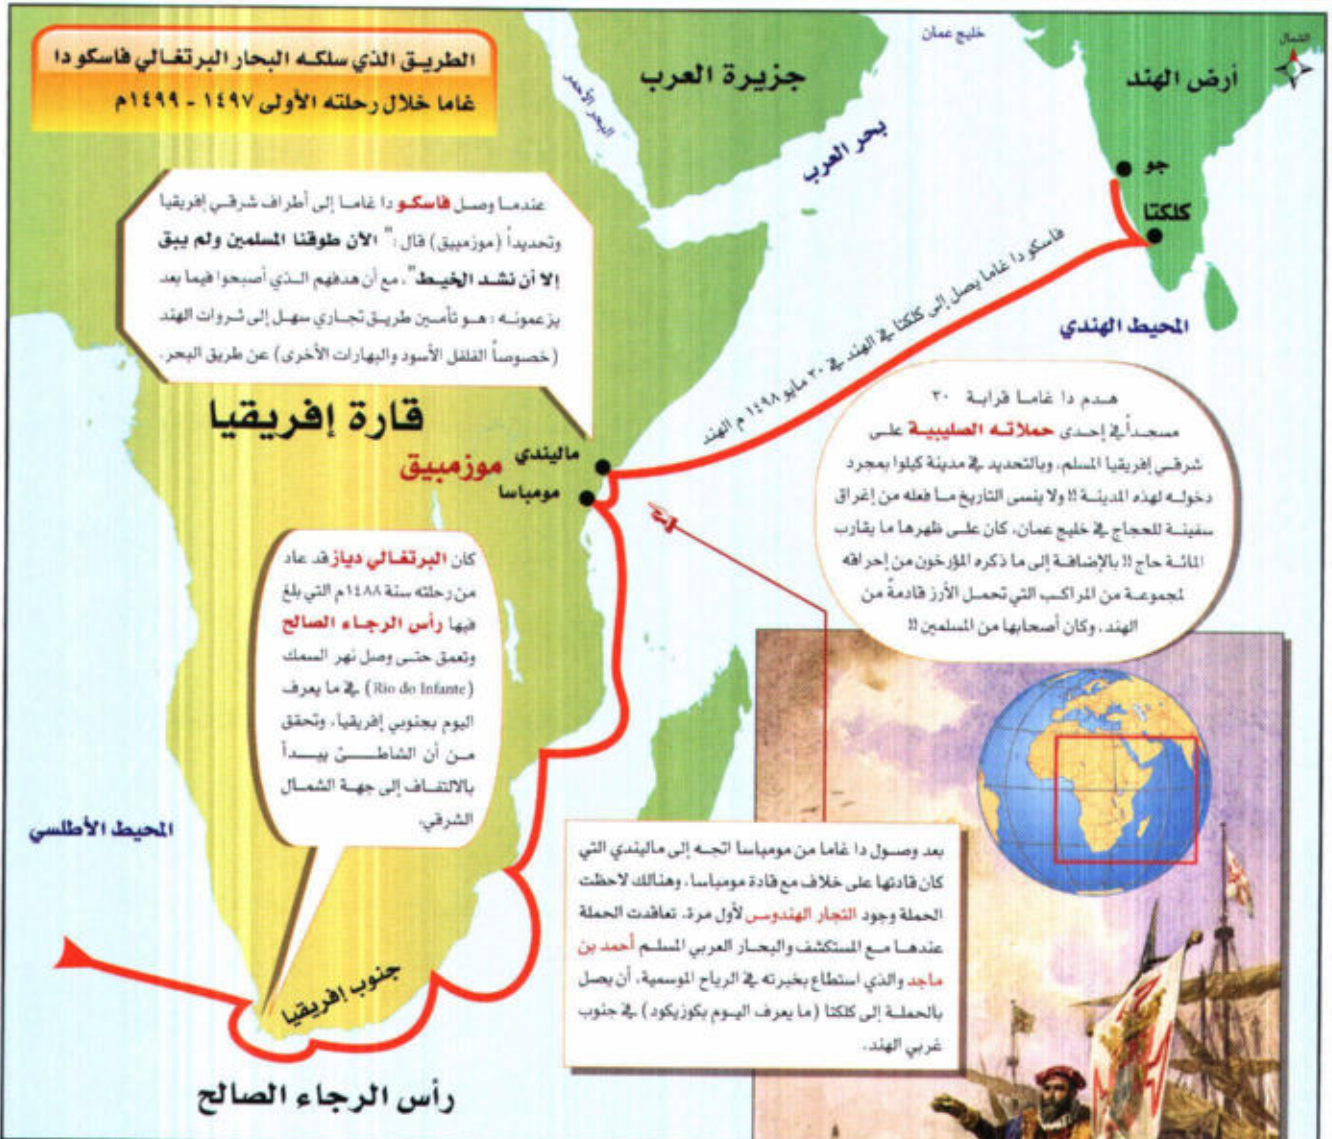 الطريق الذي سلكه البحار البرتغالي فاسكو دا
غاما خلال رحلته الأولى ١٤٩٧ - ١٤٩٩م
خليج عمان
الشمال
أرض الهند
جزيرة العرب
البحر الأحمر
بحر العرب
جو
كلكتا
المحيط الهندي
فاسكو دا غاما يصل إلى كلكتا في الهند في ٢٠ مايو ١٤٩٨ م الهند
عندما وصل فاسكو دا غاما إلى أطراف شرقي إفريقيا
وتحديداً (موزمبيق) قال: " الآن طوقنا المسلمين ولم يبق
إلا أن نشد الخيط". مع أن هدفهم الذي أصبحوا فيما بعد
يزعمونه: هو تأمين طريق تجاري سهل إلى ثروات الهند
(خصوصاً الفلفل الأسود والبهارات الأخرى) عن طريق البحر.
قارة إفريقيا
ماليندي
موزمبيق
مومباسا
هدم دا غاما قرابة ٣٠
مسجداً في إحدى حملاته الصليبية على
شرقي إفريقيا المسلم، وبالتحديد في مدينة كيلوا بمجرد
دخوله لهذه المدينة !! ولا ينسى التاريخ ما فعله من إغراق
سفينة للحجاج في خليج عمان، كان على ظهرها ما يقارب
المائة حاج !! بالإضافة إلى ما ذكره المؤرخون من إحراقه
لمجموعة من المراكب التي تحمل الأرز قادمةً من
الهند، وكان أصحابها من المسلمين !!
كان البرتغالي دياز قد عاد
من رحلته سنة ١٤٨٨م التي بلغ
فيها رأس الرجاء الصالح
وتعمق حتى وصل نهر السمك
(Rio do Infante) في ما يعرف
اليوم بجنوبي إفريقيا، وتحقق
من أن الشاطئ يبدأ
بالالتفاف إلى جهة الشمال
الشرقي.
المحيط الأطلسي
بعد وصول دا غاما من مومباسا اتجه إلى ماليندي التي
كان قادتها على خلاف مع قادة مومباسا، وهنالك لاحظت
الحملة وجود التجار الهندوس لأول مرة. تعاقدت الحملة
عندها مع المستكشف والبحار العربي المسلم أحمد بن
ماجد والذي استطاع بخبرته في الرياح الموسمية، أن يصل
بالحملة إلى كلكتا (ما يعرف اليوم بكوزيكود) في جنوب
غربي الهند.
جنوب إفريقيا
رأس الرجاء الصالح